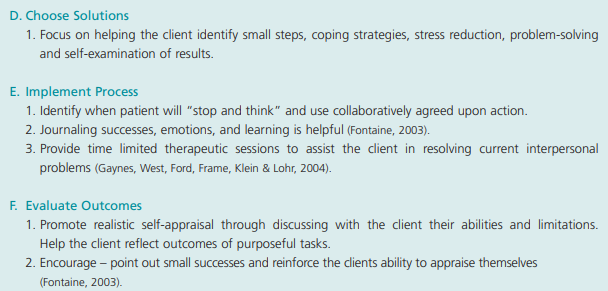 D. Choose Solutions
1. Focus on helping the client identify small steps, coping strategies, stress reduction, problem-solving
and self-examination of results.
E. Implement Process
1. Identify when patient will “stop and think” and use collaboratively agreed upon action.
2. Journaling successes, emotions, and learning is helpful (Fontaine, 2003).
3. Provide time limited therapeutic sessions to assist the client in resolving current interpersonal
problems (Gaynes, West, Ford, Frame, Klein & Lohr, 2004).
F. Evaluate Outcomes
1. Promote realistic self-appraisal through discussing with the client their abilities and limitations.
Help the client reflect outcomes of purposeful tasks.
2. Encourage – point out small successes and reinforce the clients ability to appraise themselves
(Fontaine, 2003).